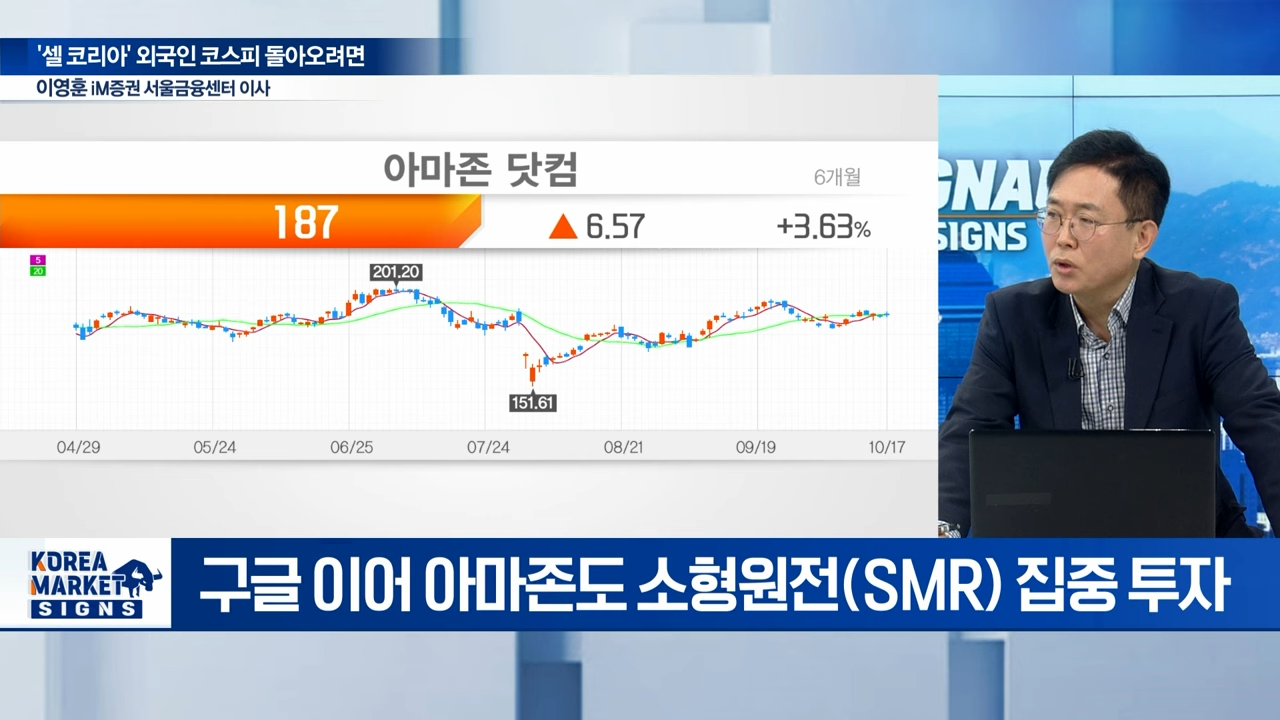 '셀 코리아' 외국인 코스피 돌아오려면
이영훈 iM증권 서울금융센터 이사
아마존 닷컴
6개월
187
▲ 6.57
+3.63%
5
20
201.20
151.61
04/29
05/24
06/25
07/24
08/21
09/19
10/17
GNAL
SIGNS
KOREA
MARKET
SIGNS
구글 이어 아마존도 소형원전(SMR) 집중 투자